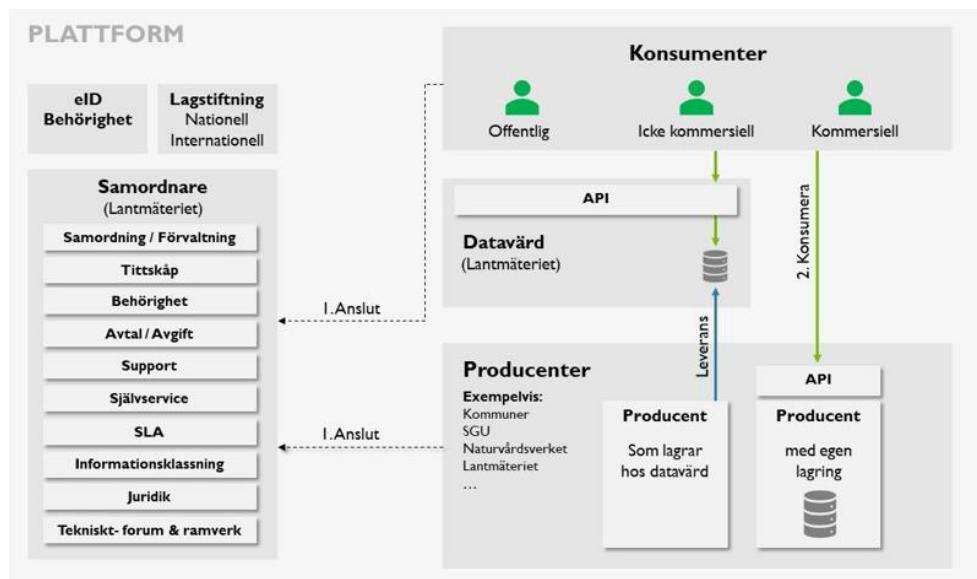 PLATTFORM
eID
Behörighet
Lagstiftning
Nationell
Internationell
Samordnare
(Lantmäteriet)
Samordning / Förvaltning
Tittskåp
Behörighet
Avtal / Avgift
Support
Självservice
SLA
Informationsklassning
Juridik
Tekniskt- forum & ramverk
1. Anslut
1. Anslut
Konsumenter
Offentlig
Icke kommersiell
Kommersiell
API
Datavärd
(Lantmäteriet)
2. Konsumera
Leverans
Producenter
Exempelvis:
Kommuner
SGU
Naturvårdsverket
Lantmäteriet
...
Producent
Som lagrar
hos datavärd
API
Producent
med egen
lagring